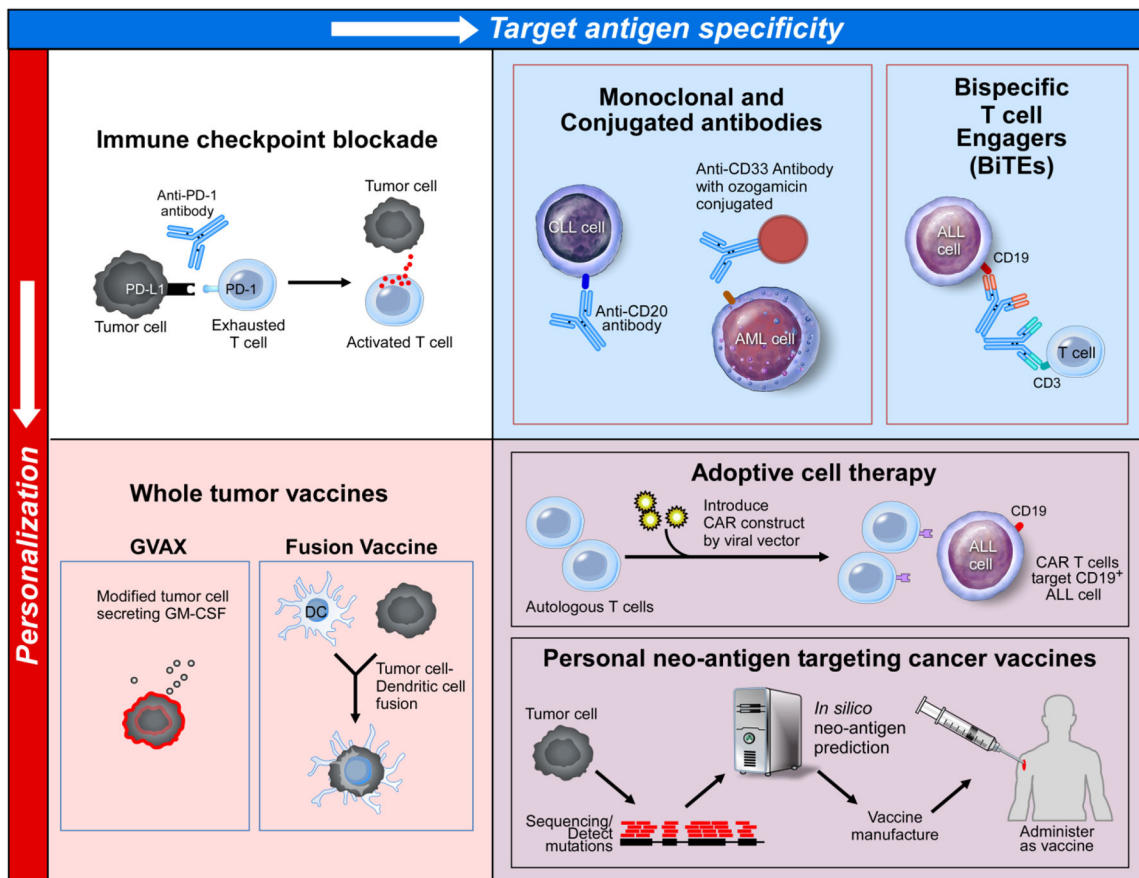 Target antigen specificity
Personalization
Immune checkpoint blockade
Anti-PD-1
antibody
Tumor
cell
PD-L1
PD-1
Tumor cell
Exhausted
T cell
Activated T cell
Monoclonal and
Conjugated antibodies
CLL cell
Anti-CD20
antibody
Anti-CD33 Antibody
with ozogamicin
conjugated
AML cell
Bispecific
T cell
Engagers
(BiTEs)
ALL
cell
CD19
T cell
CD3
Whole tumor vaccines
GVAX
Modified tumor cell
secreting GM-CSF
Fusion Vaccine
DC
Tumor cell-
Dendritic cell
fusion
Adoptive cell therapy
Autologous T cells
Introduce
CAR construct
by viral vector
CD19
ALL
cell
CAR T cells
target CD19+
ALL cell
Personal neo-antigen targeting cancer vaccines
Tumor cell
Sequencing/
Detect
mutations
In silico
neo-antigen
prediction
Vaccine
manufacture
Administer
as vaccine